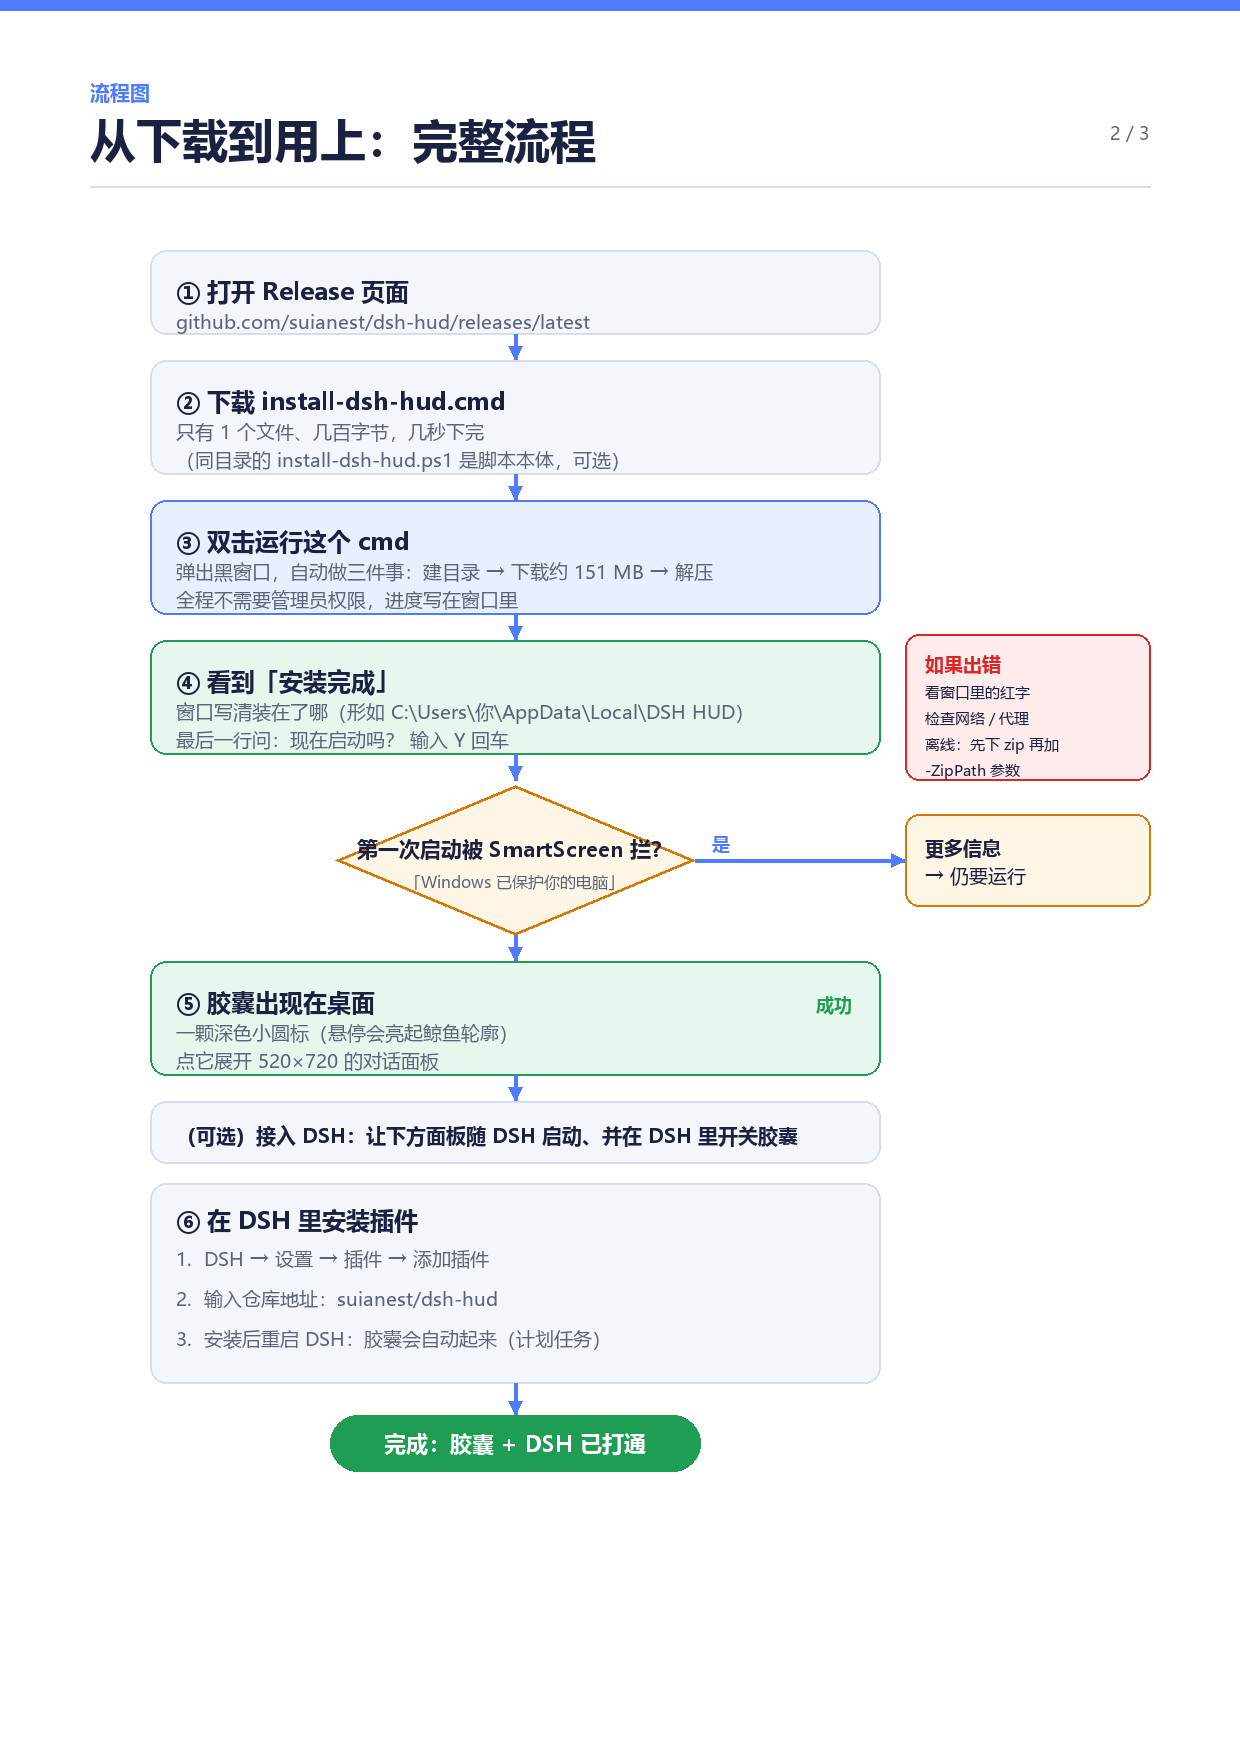 流程图
从下载到用上：完整流程
2 / 3
① 打开 Release 页面
github.com/suianest/dsh-hud/releases/latest
② 下载 install-dsh-hud.cmd
只有 1 个文件、几百字节，几秒下完
（同目录的 install-dsh-hud.ps1 是脚本本体，可选）
③ 双击运行这个 cmd
弹出黑窗口，自动做三件事：建目录 → 下载约 151 MB → 解压
全程不需要管理员权限，进度写在窗口里
④ 看到「安装完成」
窗口写清装在了哪（形如 C:\Users\你\AppData\Local\DSH HUD）
最后一行问：现在启动吗？ 输入 Y 回车
如果出错
看窗口里的红字
检查网络 / 代理
离线：先下 zip 再加
-ZipPath 参数
第一次启动被 SmartScreen 拦？
「Windows 已保护你的电脑」
是
更多信息
→ 仍要运行
⑤ 胶囊出现在桌面
成功
一颗深色小圆标（悬停会亮起鲸鱼轮廓）
点它展开 520×720 的对话面板
（可选）接入 DSH：让下方面板随 DSH 启动、并在 DSH 里开关胶囊
⑥ 在 DSH 里安装插件
1. DSH → 设置 → 插件 → 添加插件
2. 输入仓库地址：suianest/dsh-hud
3. 安装后重启 DSH：胶囊会自动起来（计划任务）
完成：胶囊 + DSH 已打通